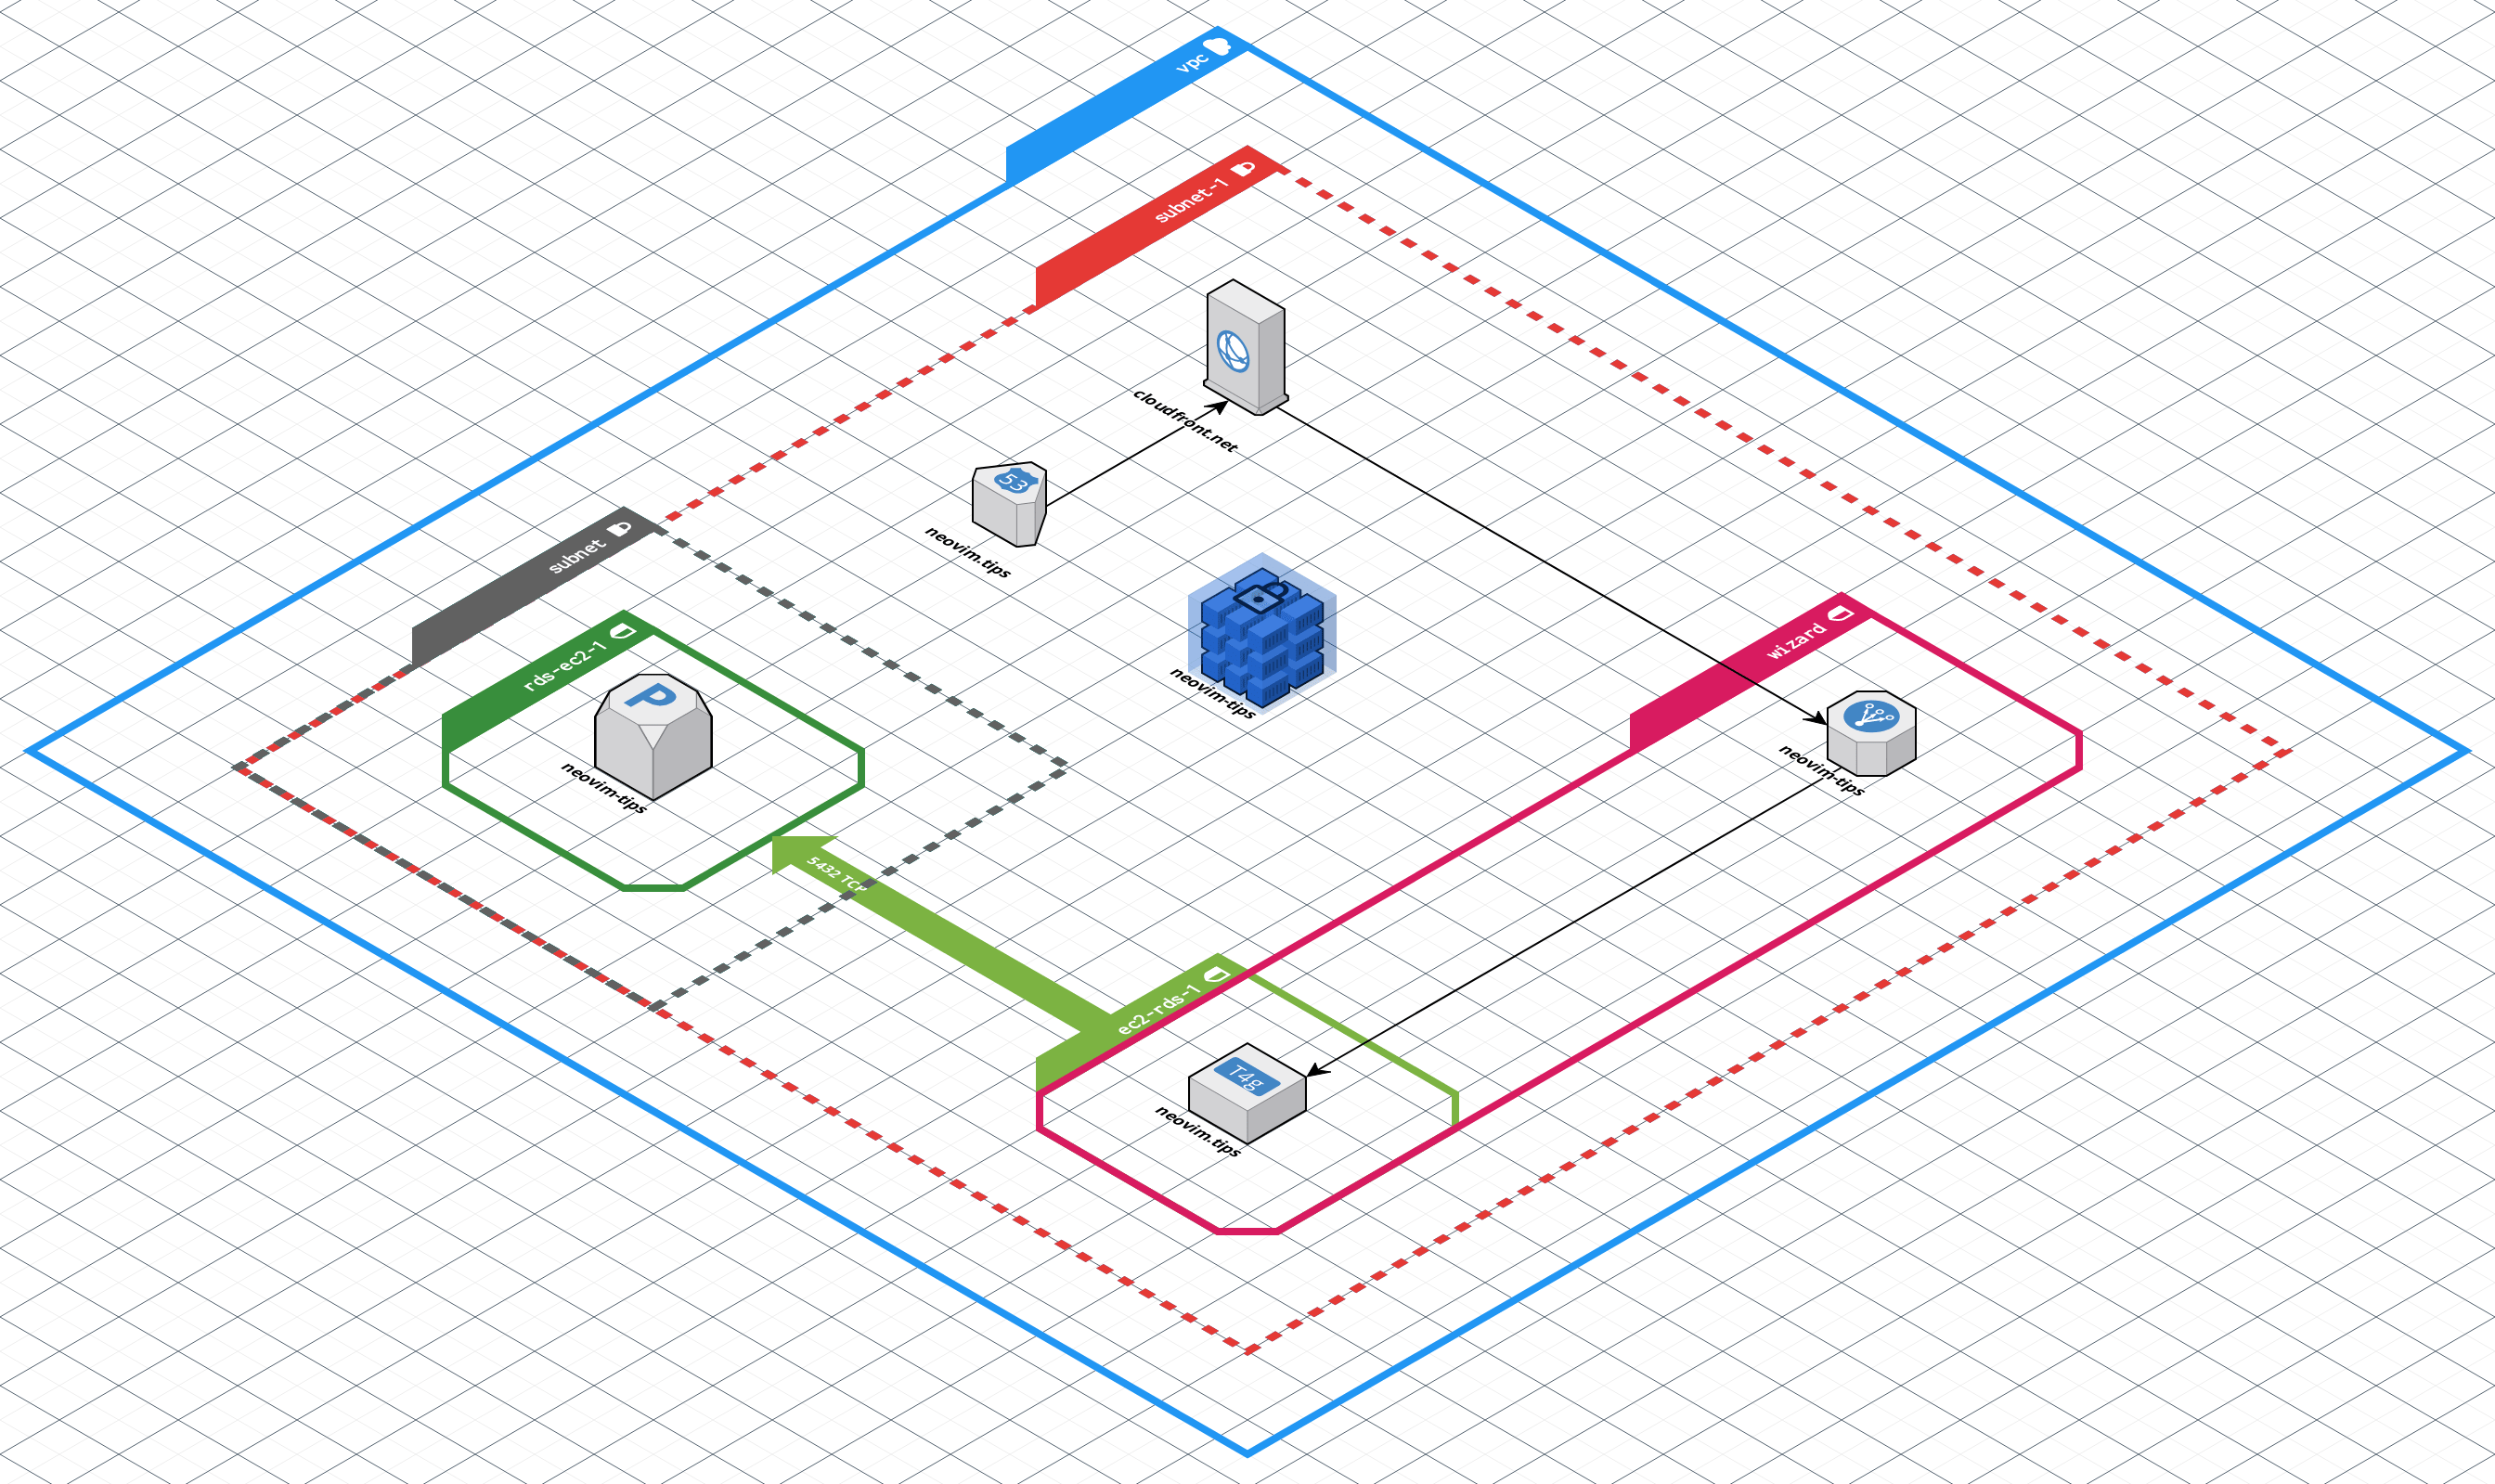 vpc
subnet-1
cloudfront.net
53
neovim.tips
subnet
rds-ec2-1
P
neovim-tips
neovim-tips
wizard
neovim-tips
5432 TCP
ec2-rds-1
T4g
neovim.tips